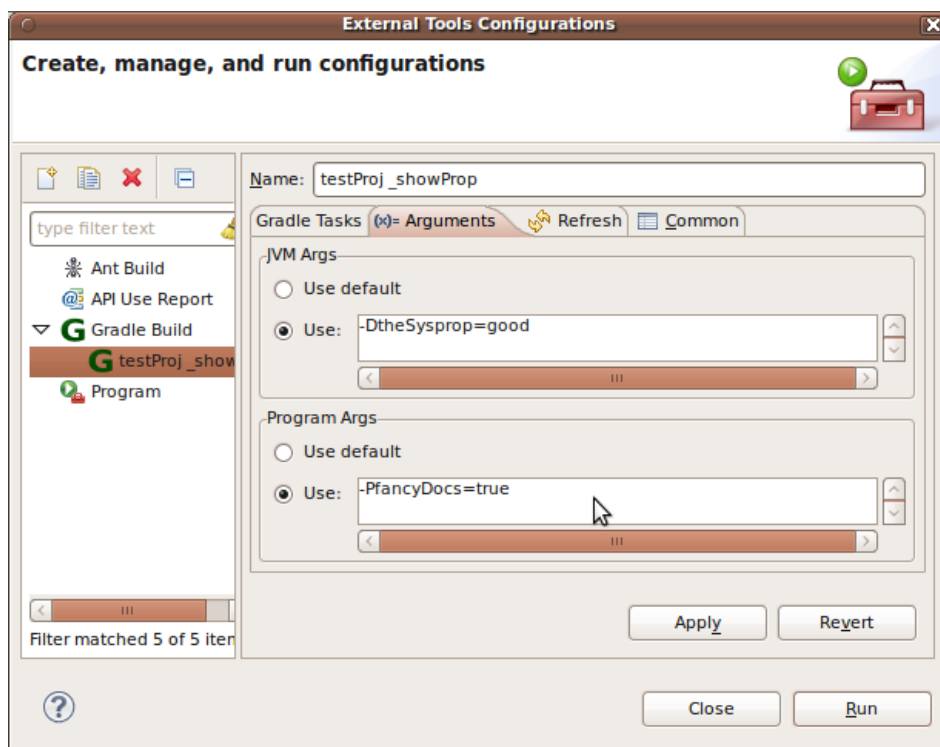 External Tools Configurations
Create, manage, and run configurations
type filter text
Ant Build
API Use Report
Gradle Build
testProj _show
Program
Filter matched 5 of 5 iten
Name: testProj _showProp
Gradle Tasks (x)= Arguments Refresh Common
JVM Args
Use default
Use: -DtheSysprop=good
Program Args
Use default
Use: -PfancyDocs=true
Apply Revert
? Close Run